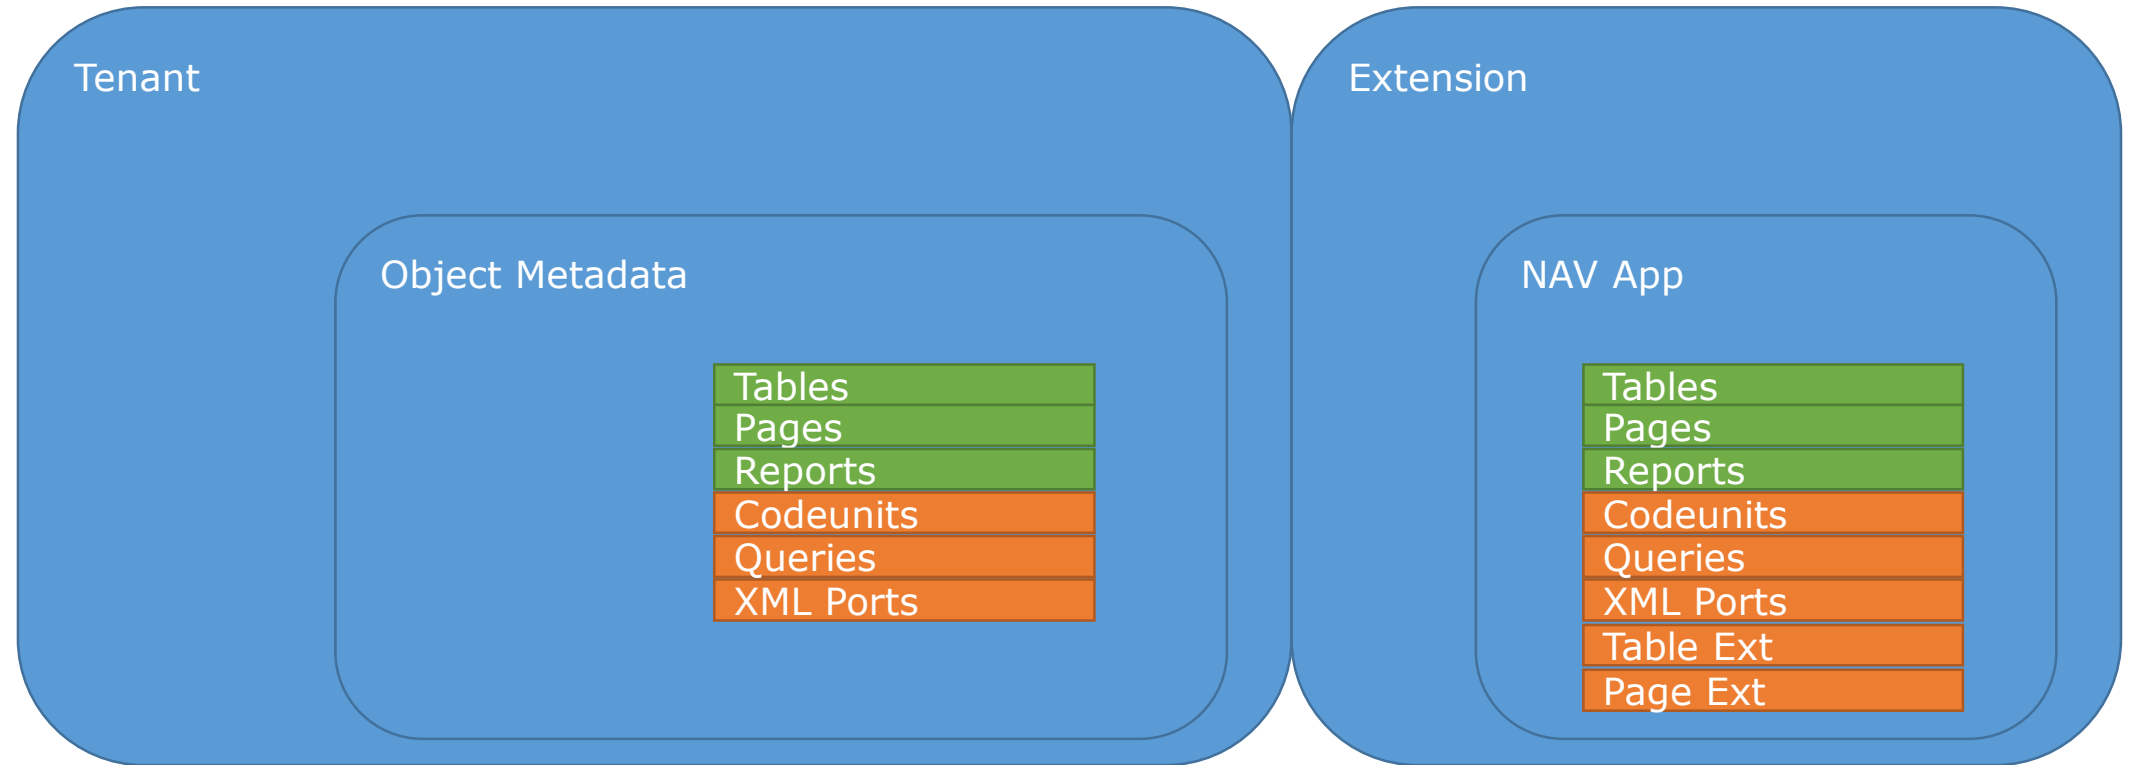 Tenant
Object Metadata
Tables
Pages
Reports
Codeunits
Queries
XML Ports
Extension
NAV App
Tables
Pages
Reports
Codeunits
Queries
XML Ports
Table Ext
Page Ext